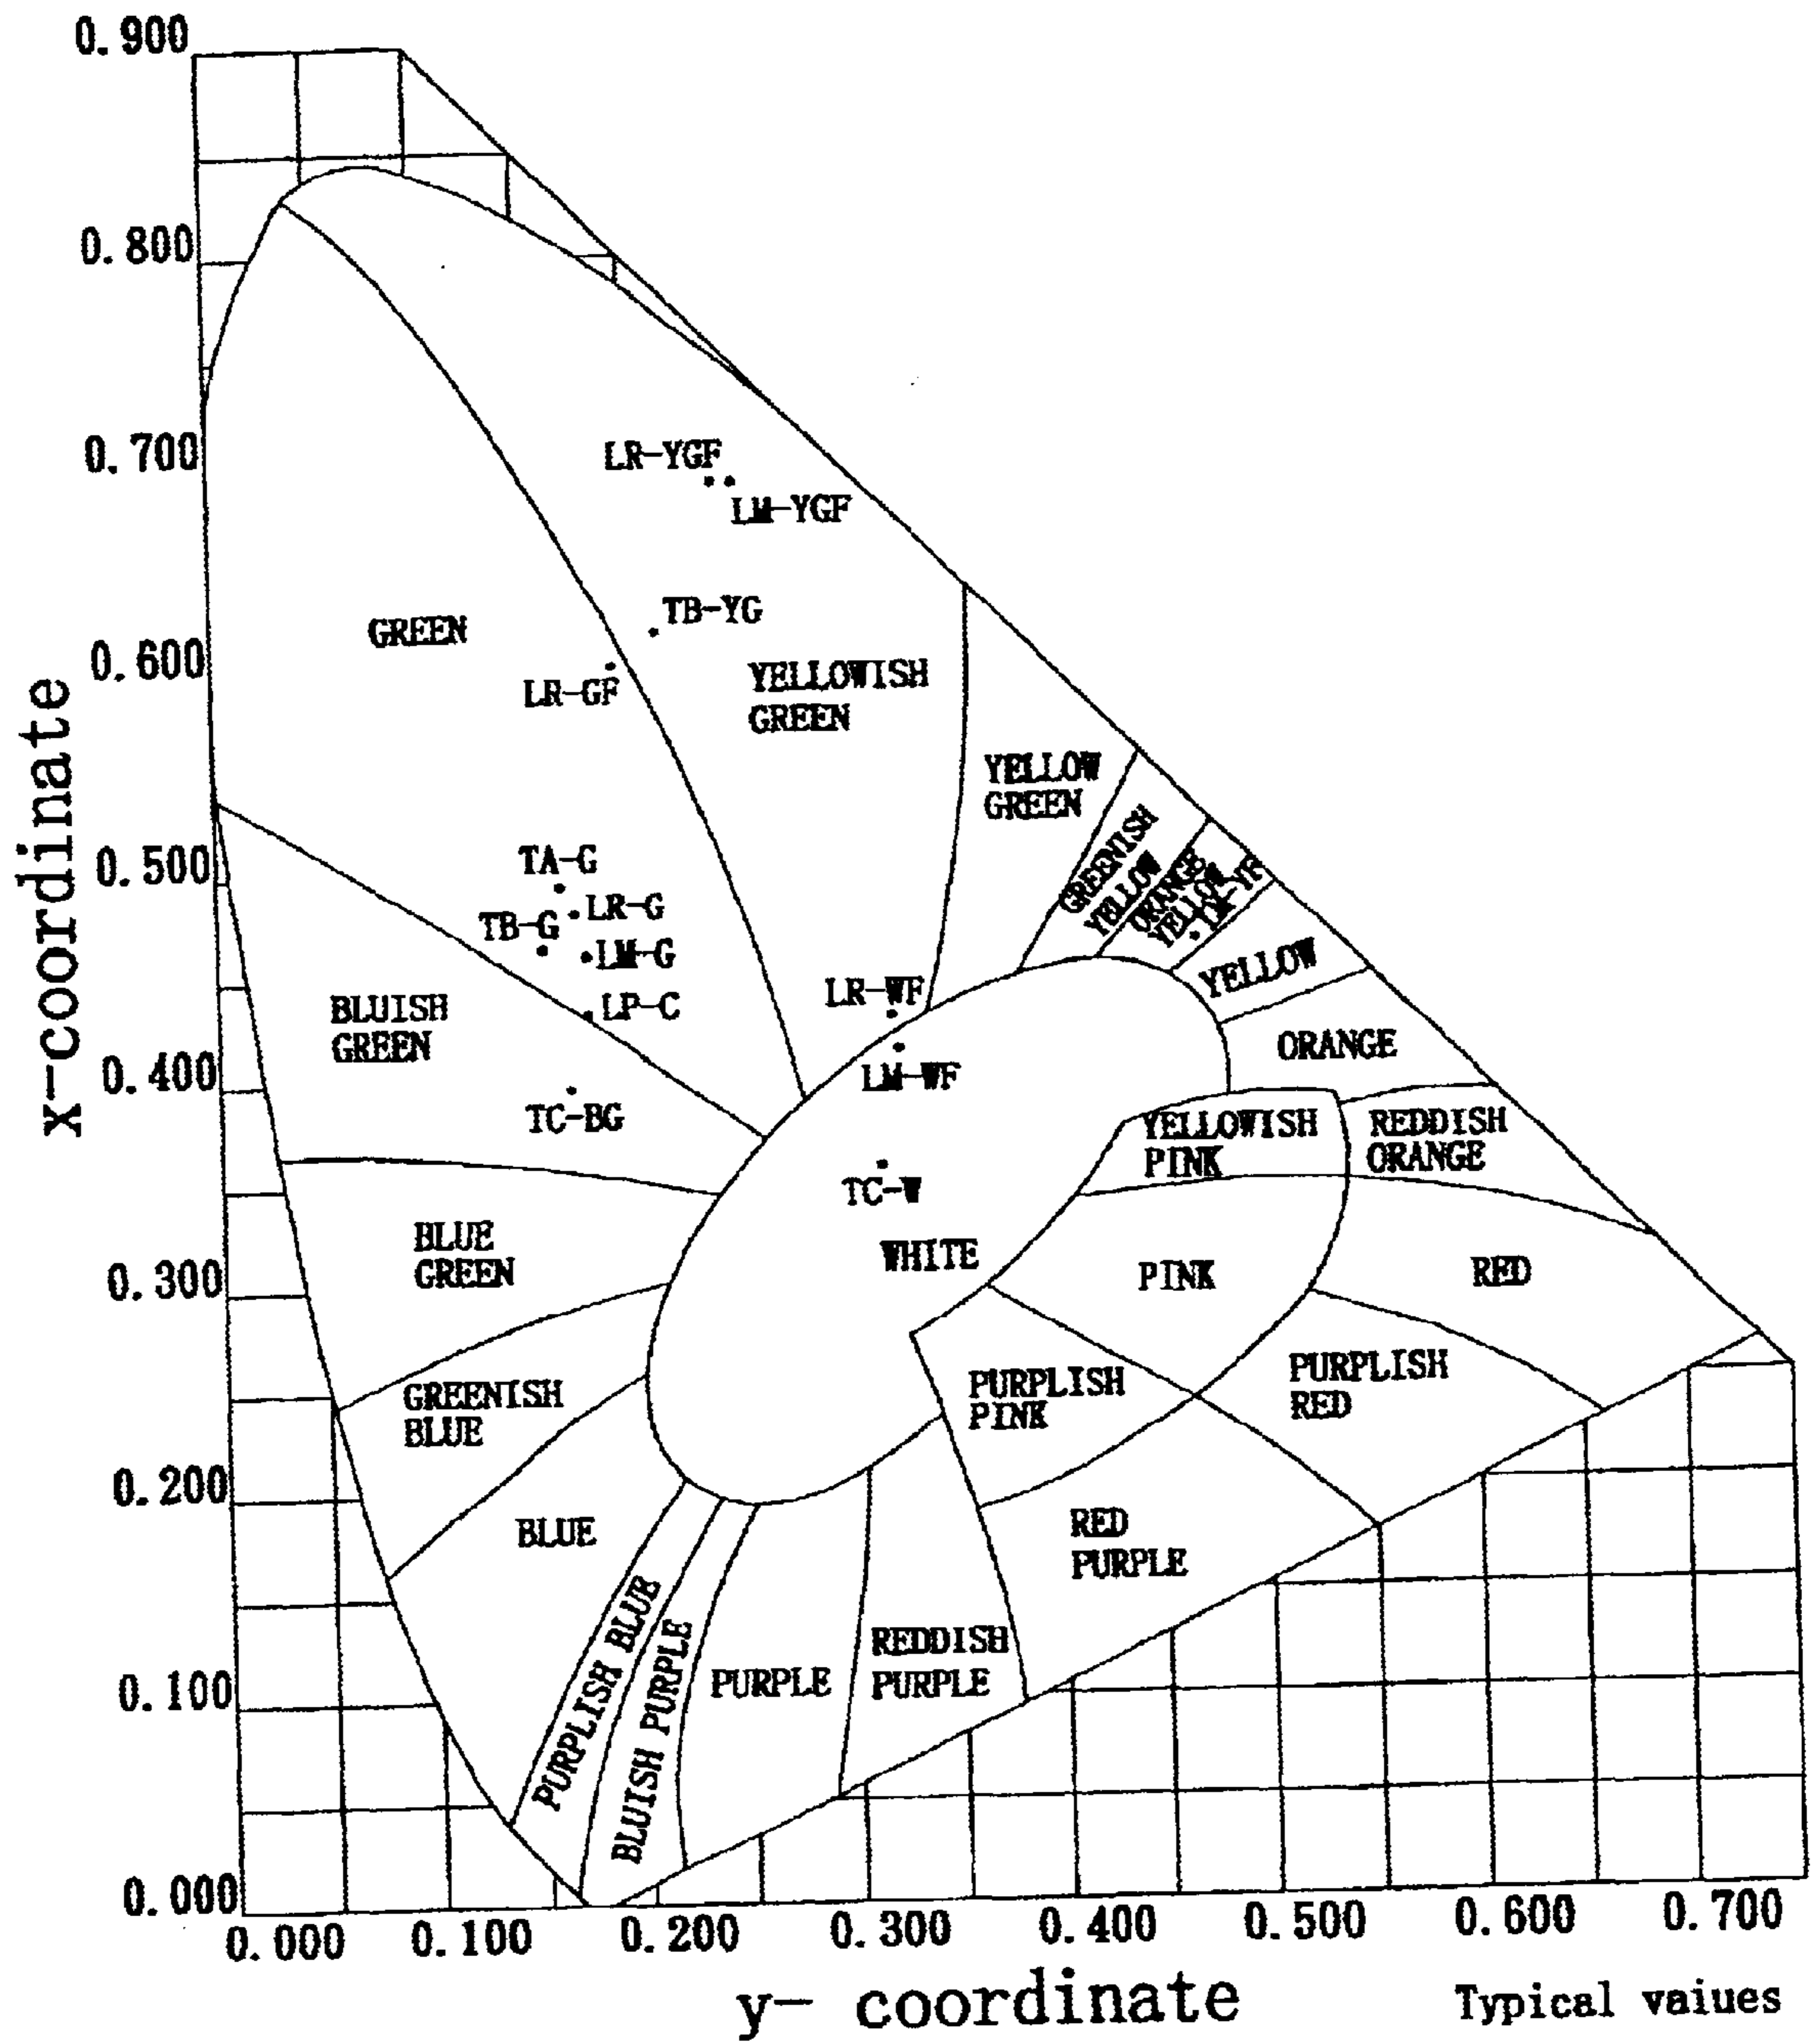 0.900
0.800
0.700
0.600
0.500
0.400
0.300
0.200
0.100
0.000
x-coordinate
LR-YGF
LM-YGF
TB-YG
GREEN
LR-GF
YELLOWISH
GREEN
YELLOW
GREEN
GREENISH
YELLOW
ORANGE
YELLOW
LM-YF
TA-G
LR-G
TB-G
LM-G
LP-C
LR-WF
YELLOW
BLUISH
GREEN
ORANGE
LM-WF
TC-BG
YELLOWISH
PINK
REDDISH
ORANGE
TC-W
WHITE
BLUE
GREEN
PINK
RED
GREENISH
BLUE
PURPLISH
PINK
PURPLISH
RED
BLUE
RED
PURPLE
PURPLISH BLUE
BLUISH PURPLE
PURPLE
REDDISH
PURPLE
0.000 0.100 0.200 0.300 0.400 0.500 0.600 0.700
y- coordinate
Typical vaiues